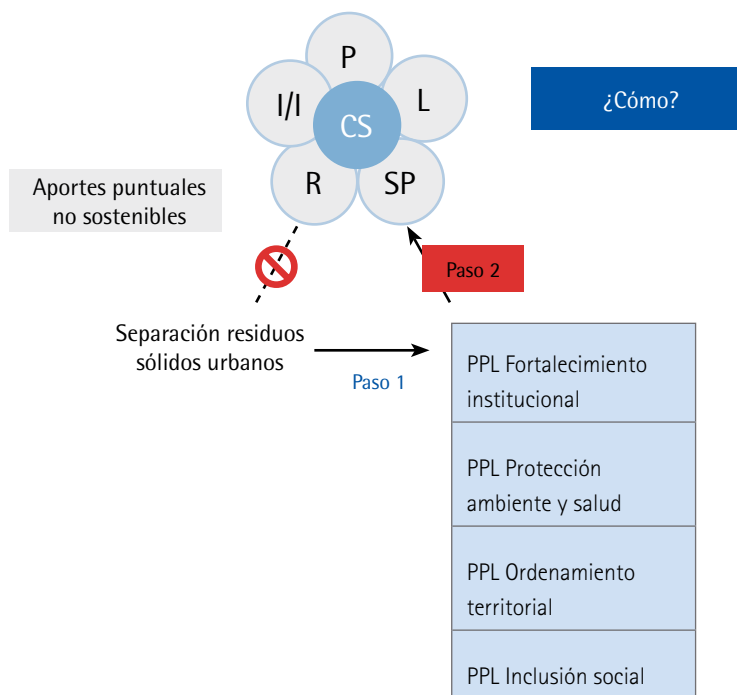 P
I/I
L
CS
R
SP
¿Cómo?
Aportes puntuales
no sostenibles
Paso 2
Separación residuos
sólidos urbanos
Paso 1
PPL Fortalecimiento
institucional
PPL Protección
ambiente y salud
PPL Ordenamiento
territorial
PPL Inclusión social